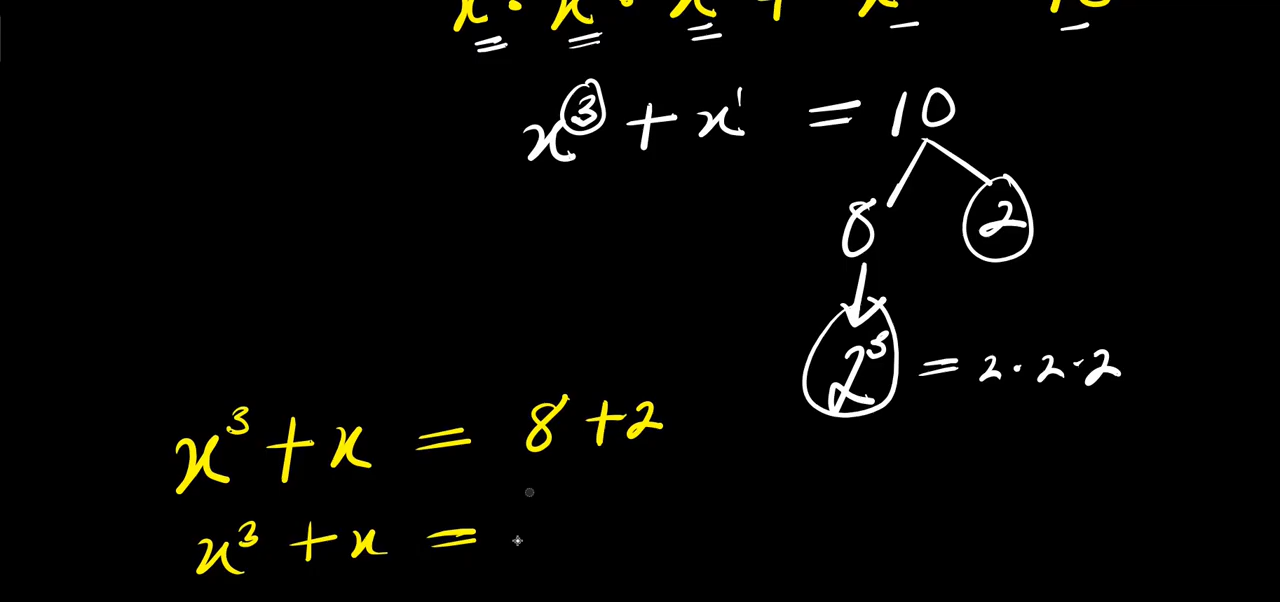 x³ + x¹ = 10
8 2
2³ = 2·2·2
x³ + x = 8 + 2
x³ + x =